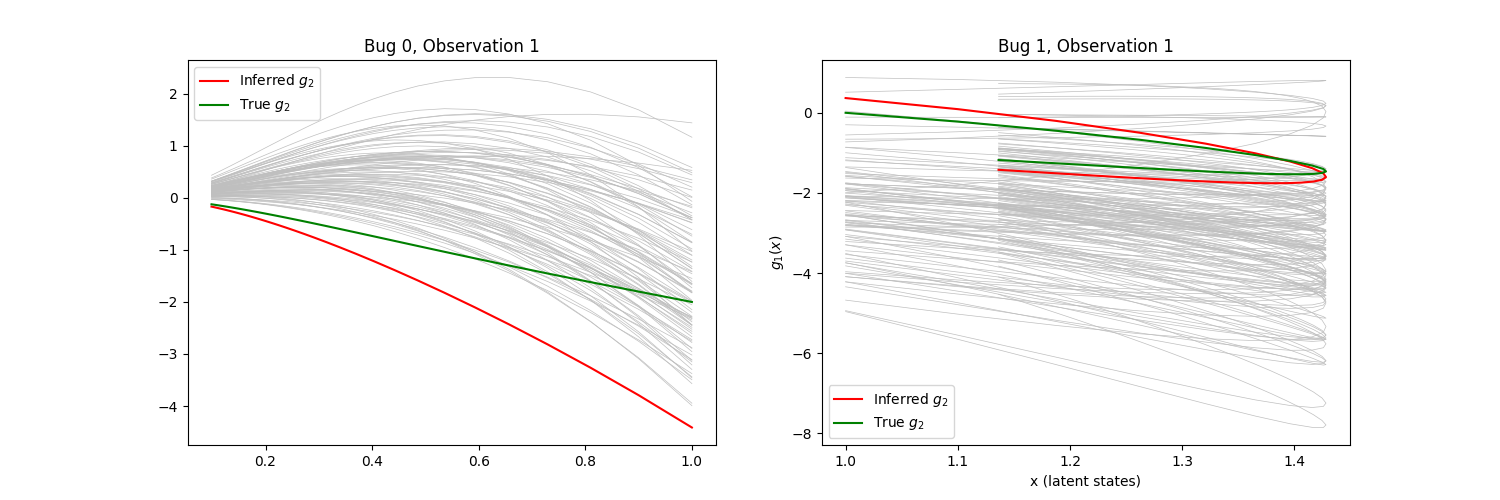 Bug 0, Observation 1
Inferred g₂
True g₂
2
1
0
−1
−2
−3
−4
0.2 0.4 0.6 0.8 1.0
Bug 1, Observation 1
g₁(x)
0
−2
−4
−6
−8
Inferred g₂
True g₂
1.0 1.1 1.2 1.3 1.4
x (latent states)